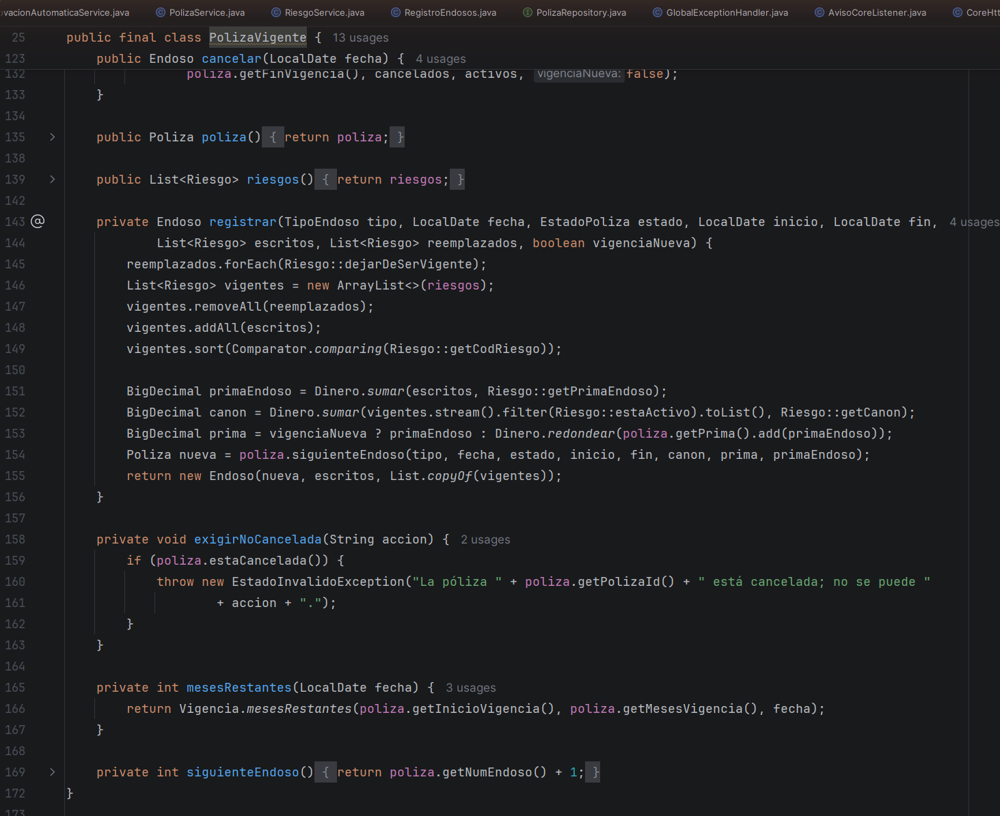 ovacionAutomaticaService.java PolizaService.java RiesgoService.java RegistroEndosos.java PolizaRepository.java GlobalExceptionHandler.java AvisoCoreListener.java CoreHtt
25 public final class PolizaVigente { 13 usages
123 public Endoso cancelar(LocalDate fecha) { 4 usages
132 poliza.getFinVigencia(), cancelados, activos, vigenciaNueva: false);
133 }
134
135 public Poliza poliza() { return poliza; }
138
139 public List<Riesgo> riesgos() { return riesgos; }
142
143 private Endoso registrar(TipoEndoso tipo, LocalDate fecha, EstadoPoliza estado, LocalDate inicio, LocalDate fin, 4 usages
144 List<Riesgo> escritos, List<Riesgo> reemplazados, boolean vigenciaNueva) {
145 reemplazados.forEach(Riesgo::dejarDeSerVigente);
146 List<Riesgo> vigentes = new ArrayList<>(riesgos);
147 vigentes.removeAll(reemplazados);
148 vigentes.addAll(escritos);
149 vigentes.sort(Comparator.comparing(Riesgo::getCodRiesgo));
150
151 BigDecimal primaEndoso = Dinero.sumar(escritos, Riesgo::getPrimaEndoso);
152 BigDecimal canon = Dinero.sumar(vigentes.stream().filter(Riesgo::estaActivo).toList(), Riesgo::getCanon);
153 BigDecimal prima = vigenciaNueva ? primaEndoso : Dinero.redondear(poliza.getPrima().add(primaEndoso));
154 Poliza nueva = poliza.siguienteEndoso(tipo, fecha, estado, inicio, fin, canon, prima, primaEndoso);
155 return new Endoso(nueva, escritos, List.copyOf(vigentes));
156 }
157
158 private void exigirNoCancelada(String accion) { 2 usages
159 if (poliza.estaCancelada()) {
160 throw new EstadoInvalidoException("La póliza " + poliza.getPolizaId() + " está cancelada; no se puede "
161 + accion + ".");
162 }
163 }
164
165 private int mesesRestantes(LocalDate fecha) { 3 usages
166 return Vigencia.mesesRestantes(poliza.getInicioVigencia(), poliza.getMesesVigencia(), fecha);
167 }
168
169 private int siguienteEndoso() { return poliza.getNumEndoso() + 1; }
172 }
173